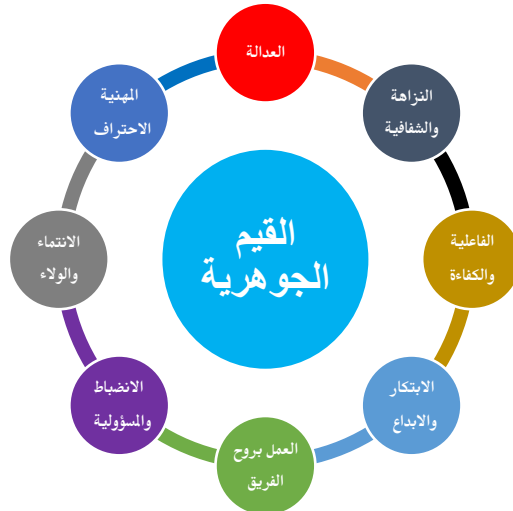 العدالة
النزاهة
والشفافية
الفاعلية
والكفاءة
الابتكار
والابداع
العمل بروح
الفريق
الانضباط
والمسؤولية
الانتماء
والولاء
المهنية
الاحتراف
القيم
الجوهرية